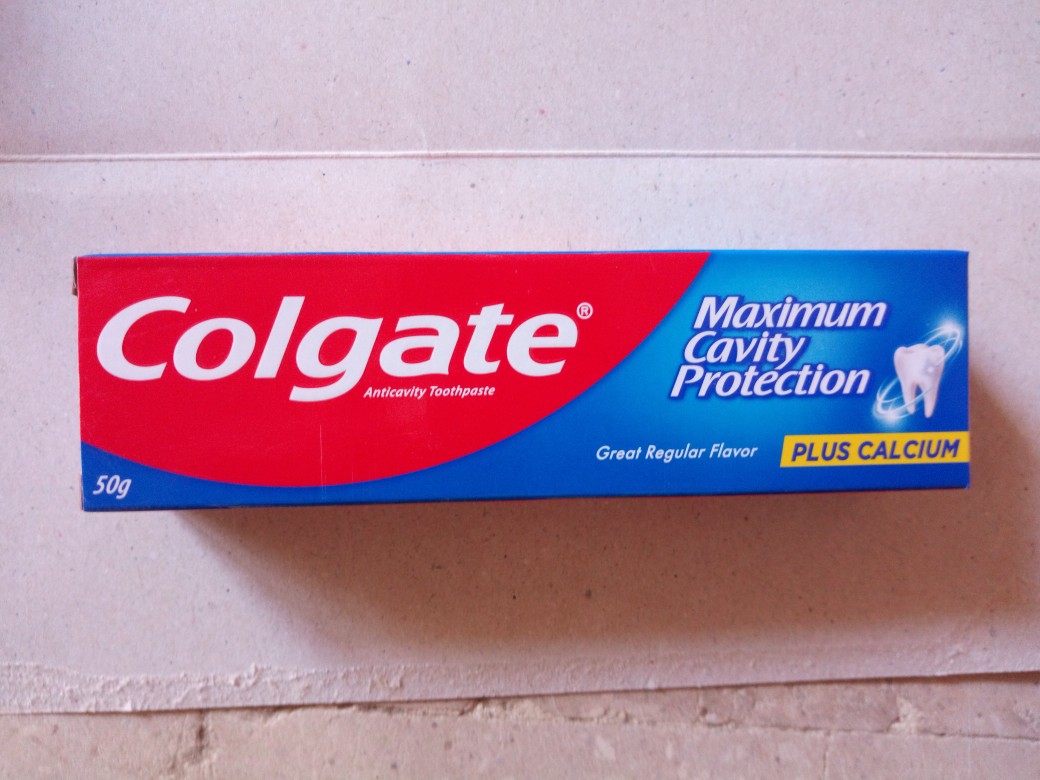 Colgate®
Anticavity Toothpaste
Maximum
Cavity
Protection
Great Regular Flavor
PLUS CALCIUM
50g